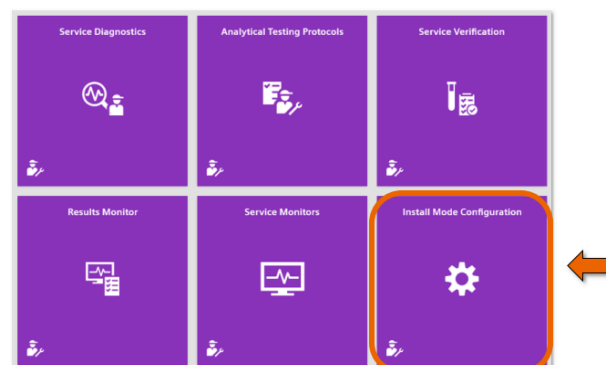 Service Diagnostics
Analytical Testing Protocols
Service Verification
Results Monitor
Service Monitors
Install Mode Configuration